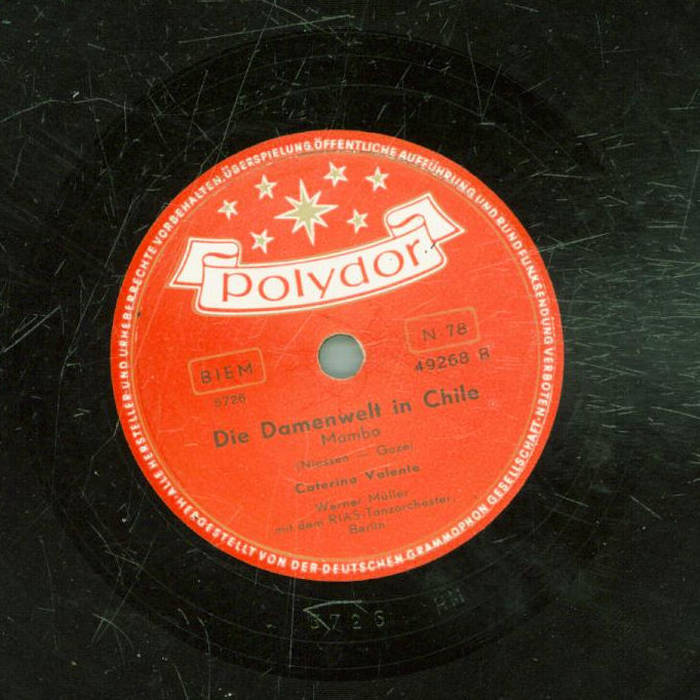 ALLE HERSTELLER-UND URHEBERRECHTE VORBEHALTEN, ÜBERSPIELUNG, ÖFFENTLICHE AUFFÜHRUNG UND RUNDFUNKSENDUNG VERBOTEN·
HERGESTELLT VON DER DEUTSCHEN GRAMMOPHON GESELLSCHAFT·
polydor
BIEM
N·78
5726
49268 B
Die Damenwelt in Chile
Mambo
(Niessen — Gaze)
Caterina Valente
Werner Müller
mit dem RIAS-Tanzorchester,
Berlin
5726